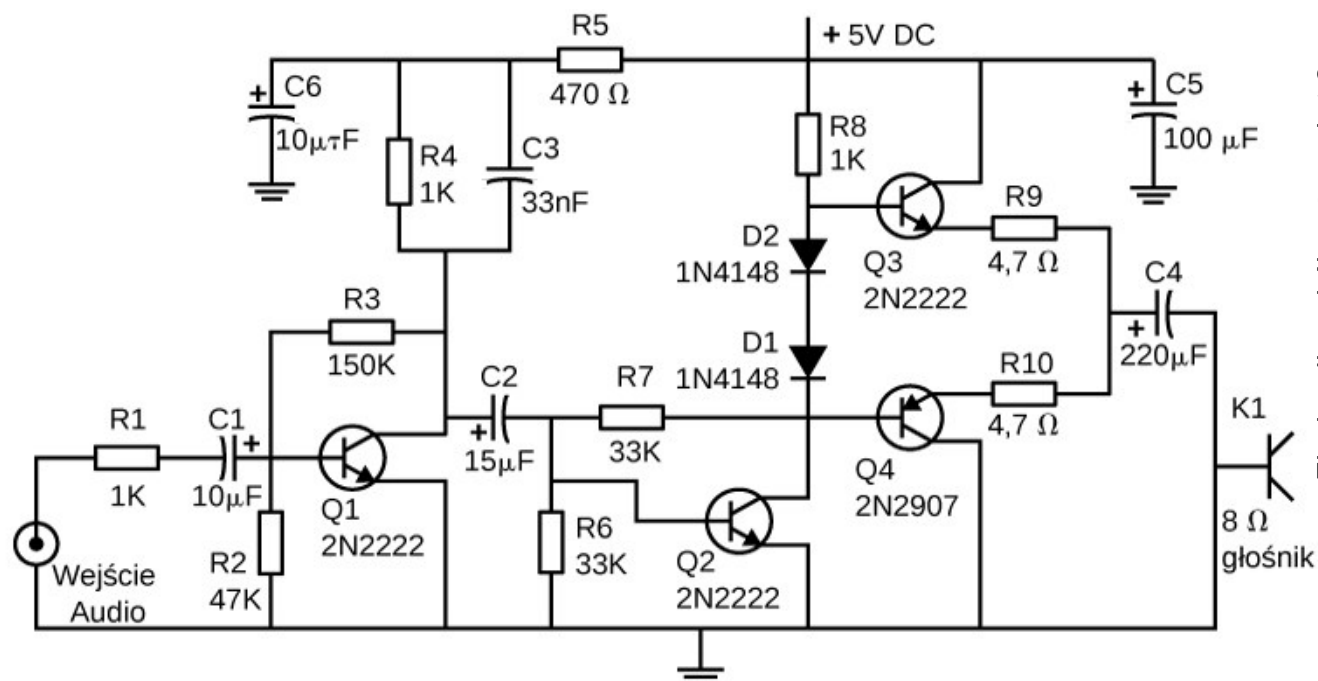 R5
470 Ω
+ 5V DC
+
C6
10μτF
R4
1K
C3
33nF
R8
1K
+
C5
100 μF
D2
1N4148
Q3
2N2222
R9
4,7 Ω
C4
+
220μF
R3
150K
D1
1N4148
R10
4,7 Ω
R1
1K
C1
+
10μF
C2
+
15μF
R7
33K
K1
8 Ω
głośnik
Q1
2N2222
Q4
2N2907
R2
47K
R6
33K
Q2
2N2222
Wejście
Audio